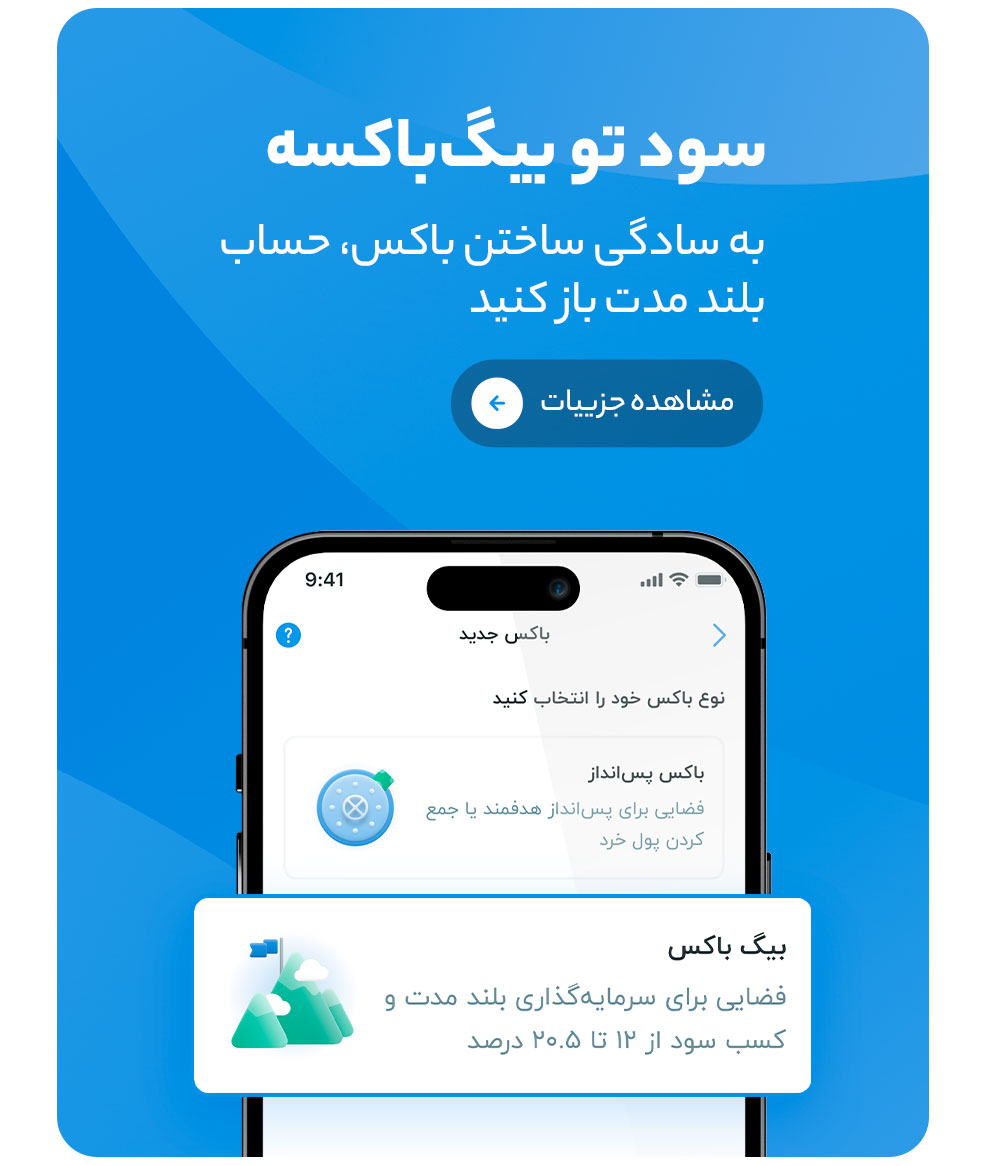 سود تو بیگ‌باکسه
به سادگی ساختن باکس، حساب
بلند مدت باز کنید
مشاهده جزییات
9:41
باکس جدید
?
نوع باکس خود را انتخاب کنید
باکس پس‌انداز
فضایی برای پس‌انداز هدفمند یا جمع
کردن پول خرد
بیگ باکس
فضایی برای سرمایه‌گذاری بلند مدت و
کسب سود از ۱۲ تا ۲۰.۵ درصد